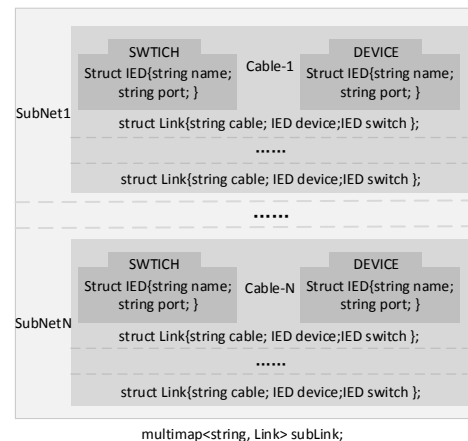 SWTICH
Cable-1
DEVICE
Struct IED{string name;
string port; }
Struct IED{string name;
string port; }
SubNet1
struct Link{string cable; IED device;IED switch };
......
struct Link{string cable; IED device;IED switch };
......
SWTICH
Cable-N
DEVICE
Struct IED{string name;
string port; }
Struct IED{string name;
string port; }
SubNetN
struct Link{string cable; IED device;IED switch };
......
struct Link{string cable; IED device;IED switch };
multimap<string, Link> subLink;